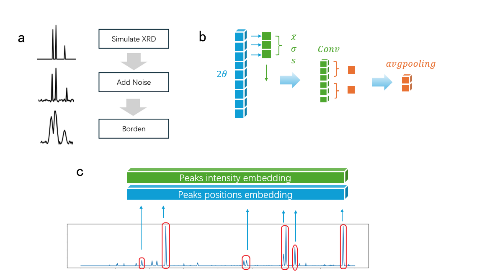 a
Simulate XRD
Add Noise
Borden
b
2θ
x̄
σ
s
Conv
avgpooling
c
Peaks intensity embedding
Peaks positions embedding